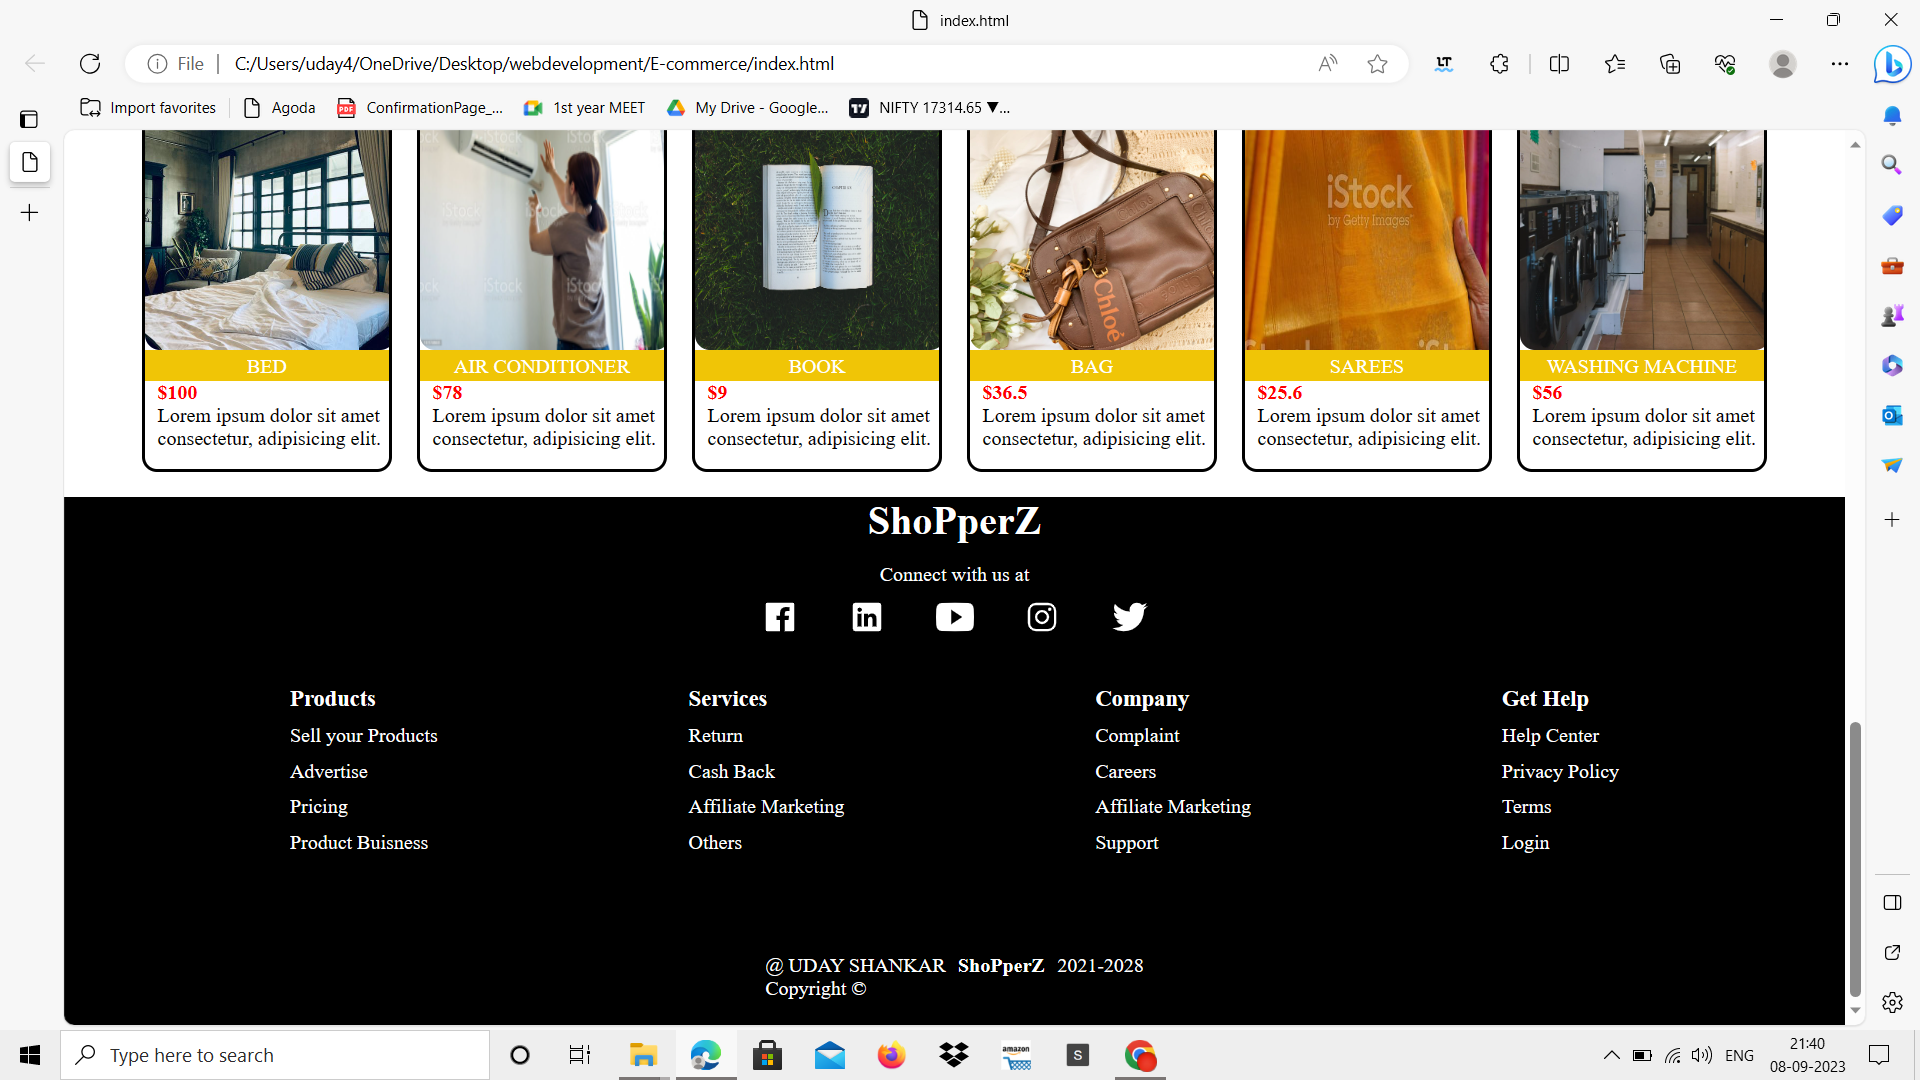 index.html
File
C:/Users/uday4/OneDrive/Desktop/webdevelopment/E-commerce/index.html
Import favorites
Agoda
ConfirmationPage_...
1st year MEET
My Drive - Google...
NIFTY 17314.65 ▼...
iStock
by Getty Images
Chloé
BED
AIR CONDITIONER
BOOK
BAG
SAREES
WASHING MACHINE
$100
$78
$9
$36.5
$25.6
$56
Lorem ipsum dolor sit amet
consectetur, adipisicing elit.
Lorem ipsum dolor sit amet
consectetur, adipisicing elit.
Lorem ipsum dolor sit amet
consectetur, adipisicing elit.
Lorem ipsum dolor sit amet
consectetur, adipisicing elit.
Lorem ipsum dolor sit amet
consectetur, adipisicing elit.
Lorem ipsum dolor sit amet
consectetur, adipisicing elit.
ShoPperZ
Connect with us at
Products
Sell your Products
Advertise
Pricing
Product Buisness
Services
Return
Cash Back
Affiliate Marketing
Others
Company
Complaint
Careers
Affiliate Marketing
Support
Get Help
Help Center
Privacy Policy
Terms
Login
@ UDAY SHANKAR ShoPperZ 2021-2028
Copyright ©
Type here to search
amazon
S
ENG
21:40
08-09-2023